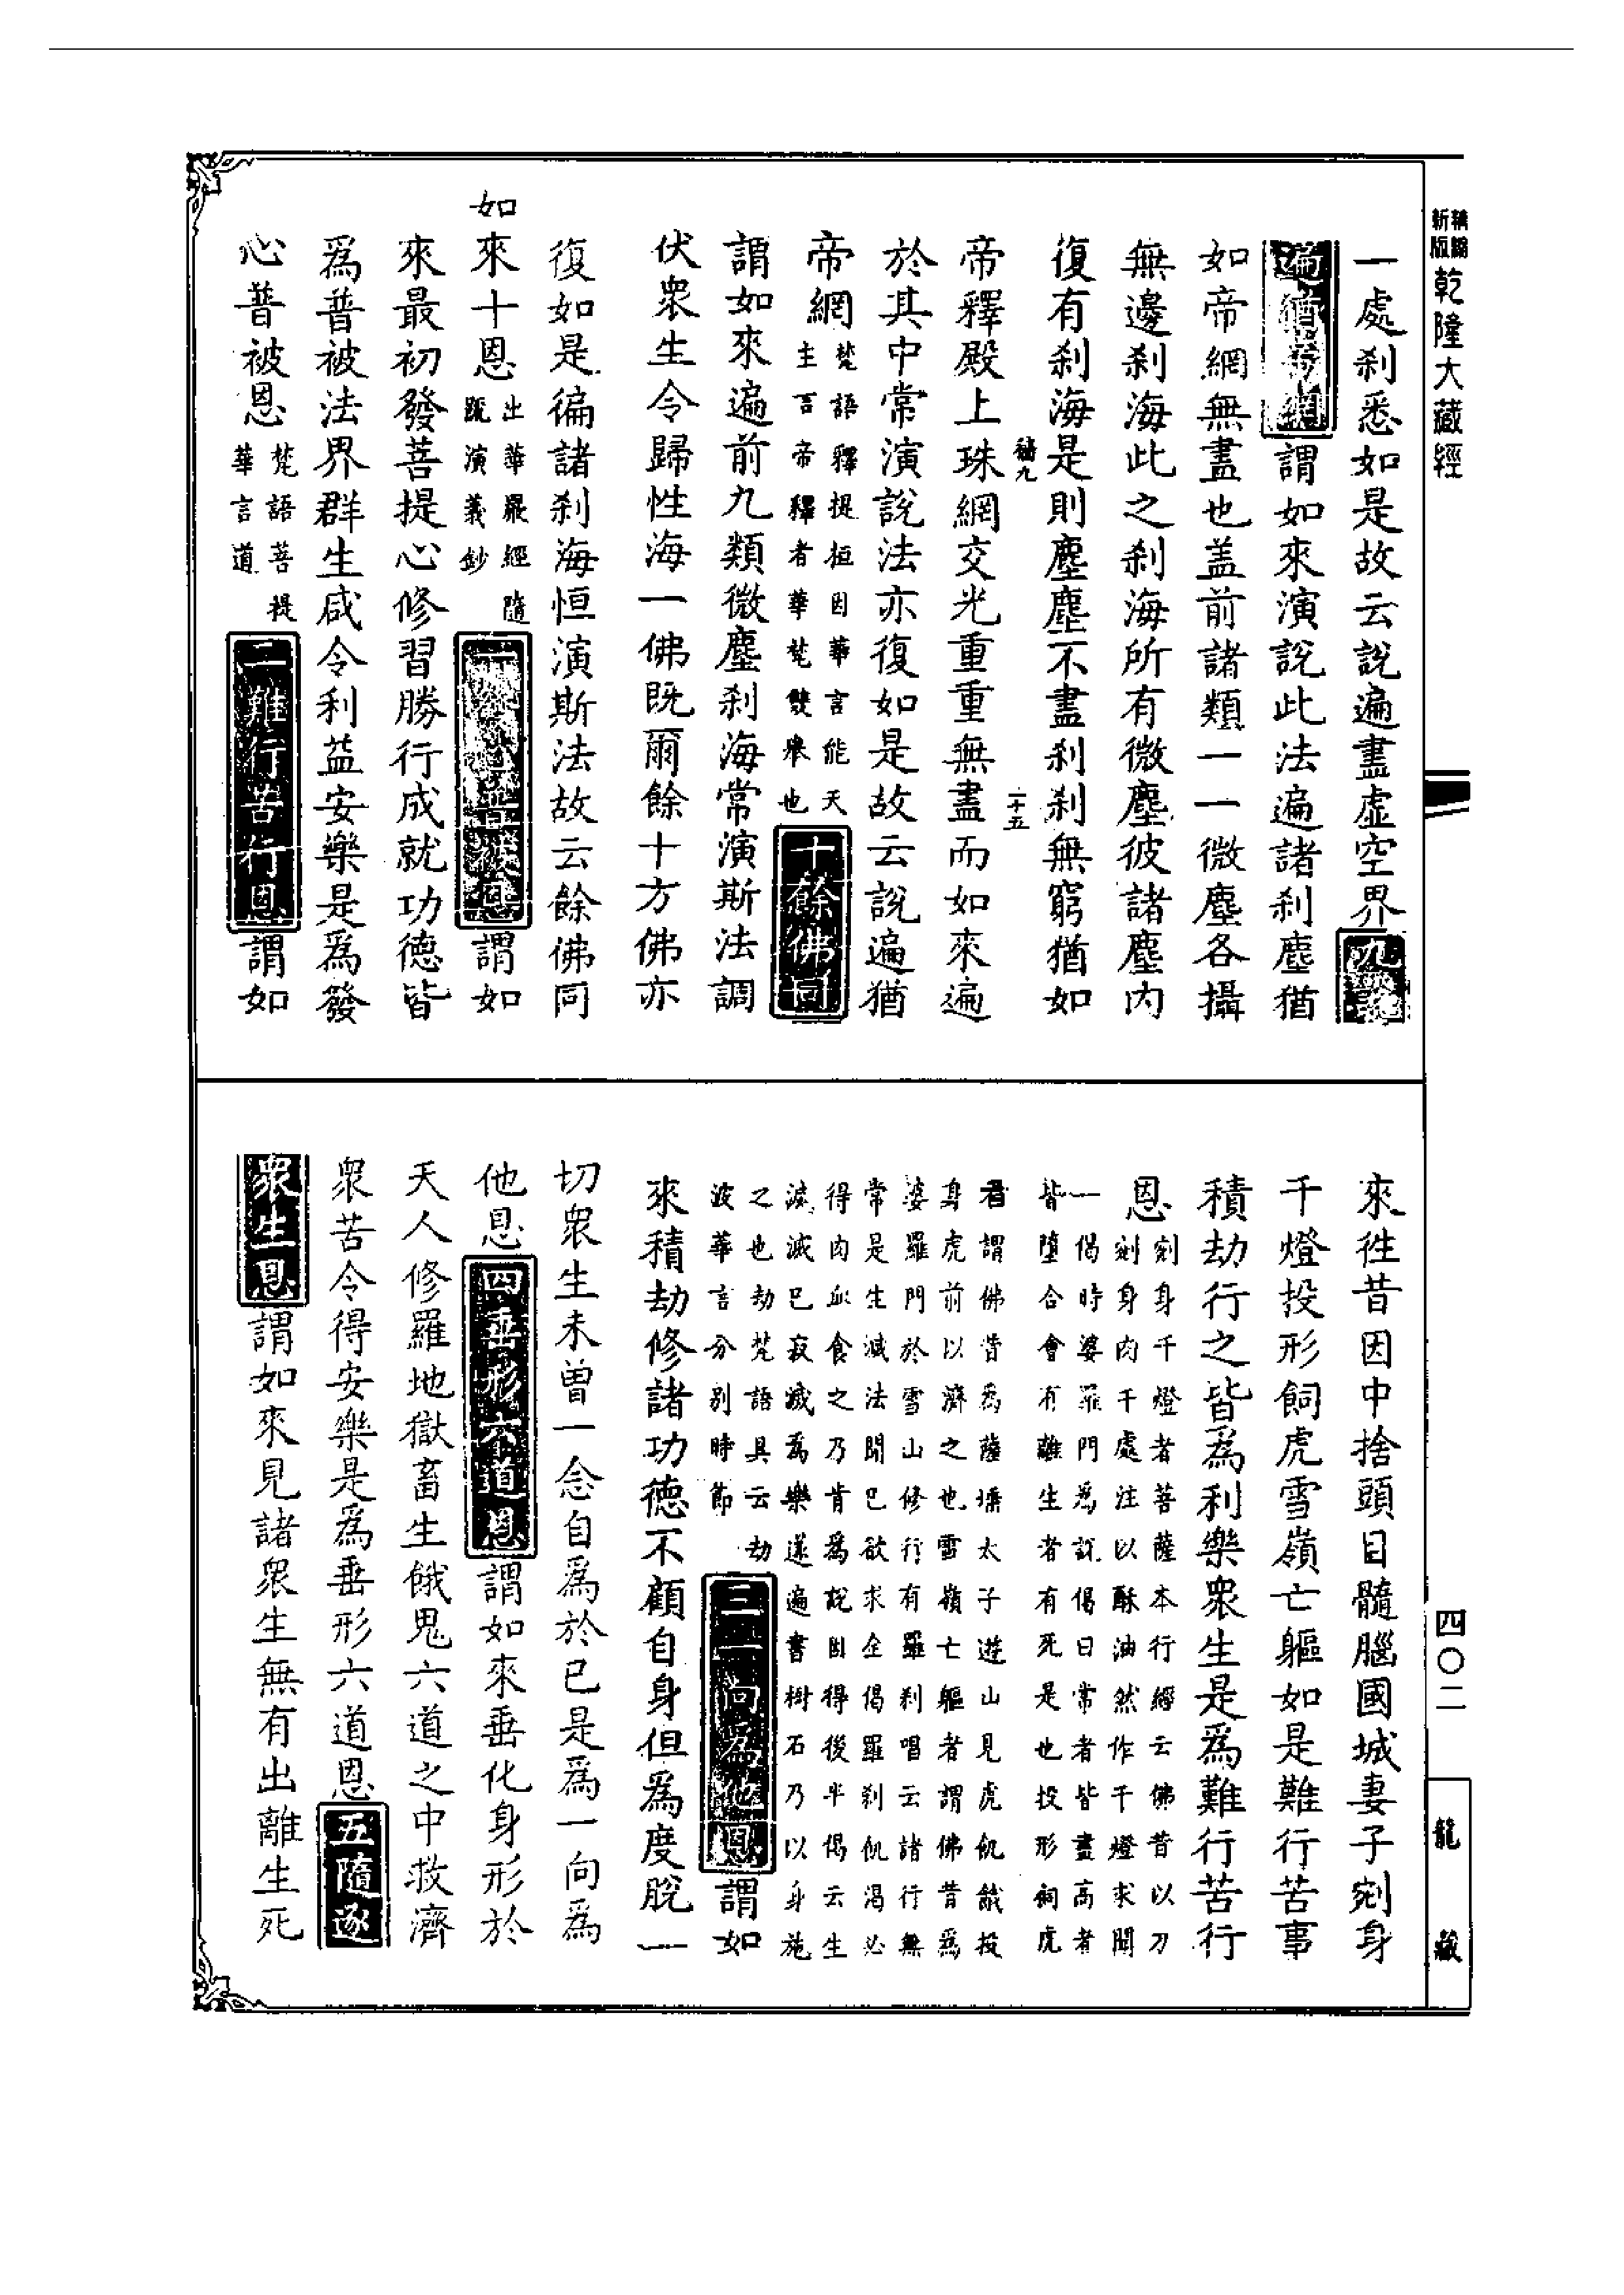 精編
新版
乾隆大藏經
一處刹悉如是故云說遍盡虛空界九說
遍猶帝網謂如來演說此法遍諸刹塵猶
如帝網無盡也盖前諸類一一微塵各攝
無邊刹海此之刹海所有微塵彼諸塵内
復有刹海是則塵塵不盡刹刹無窮猶如
二十五
帝釋殿上珠網交光重重無盡而如來遍
於其中常演說法亦復如是故云說遍猶
帝網梵語釋提桓因華言能天主言帝釋者華梵雙舉也十餘佛同
謂如來遍前九類微塵刹海常演斯法調
伏衆生令歸性海一佛既爾餘十方佛亦
復如是徧諸刹海恒演斯法故云餘佛同
如來十恩出華嚴經隨疏演義鈔一發心普被恩謂如
來最初發菩提心修習勝行成就功德皆
為普被法界群生咸令利益安樂是為發
心普被恩梵語菩提華言道二難行苦行恩謂如
來徃昔因中捨頭目髓腦國城妻子剜身
千燈投形飼虎雪嶺亡軀如是難行苦事
積劫行之皆為利樂衆生是為難行苦行
恩剜身千燈者菩薩本行經云佛昔以刀
剜身肉千處注以酥油然作千燈求聞
一偈時婆羅門為説偈曰常者皆盡高者
皆墮合會有離生者有死是也投形飼虎
者謂佛昔為薩埵太子遊山見虎飢餓投
身虎前以濟之也雪嶺亡軀者謂佛昔為
婆羅門於雪山修行有羅刹唱云諸行無
常是生滅法聞巳欲求全偈羅刹飢渴必
得肉血食之乃肯為說因得後半偈云生
滅滅巳寂滅為樂遂遍書樹石乃以身施
之也劫梵語具云劫波華言分別時節三一向為他恩謂如
來積劫修諸功德不顧自身但為度脫一
切衆生未曾一念自為於己是為一向為
他恩四垂形六道恩謂如來垂化身形於
天人修羅地獄畜生餓鬼六道之中救濟
衆苦令得安樂是為垂形六道恩五隨逐
衆生恩謂如來見諸衆生無有出離生死
四〇二
龍藏